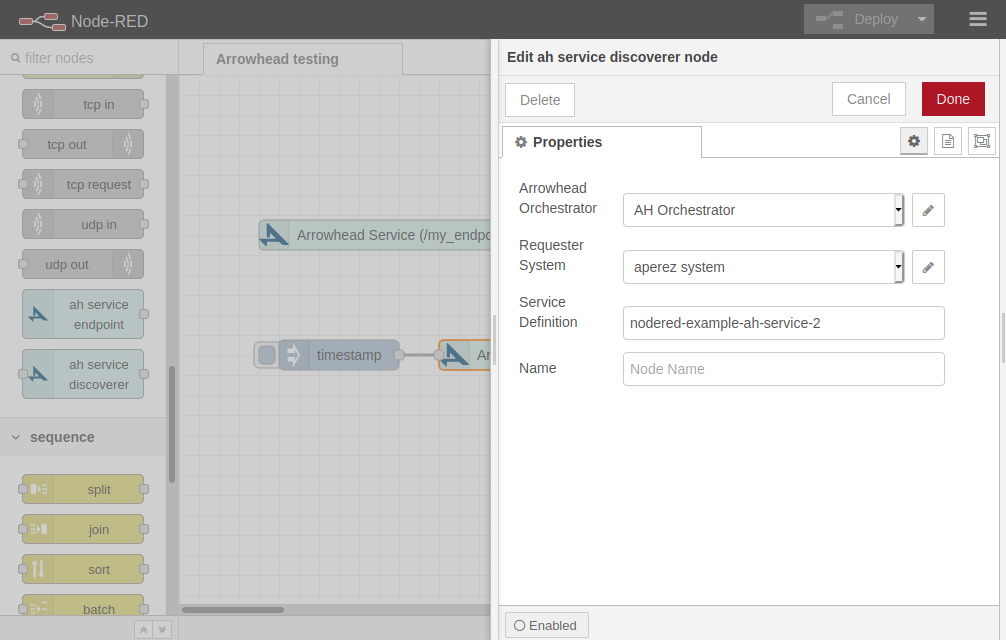 Node-RED
Deploy
filter nodes
tcp in
tcp out
tcp request
udp in
udp out
ah service
endpoint
ah service
discoverer
sequence
split
join
sort
batch
Arrowhead testing
Arrowhead Service (/my_endpo
timestamp
Ar
Edit ah service discoverer node
Delete
Cancel
Done
Properties
Arrowhead
Orchestrator
AH Orchestrator
Requester
System
aperez system
Service
Definition
nodered-example-ah-service-2
Name
Node Name
Enabled